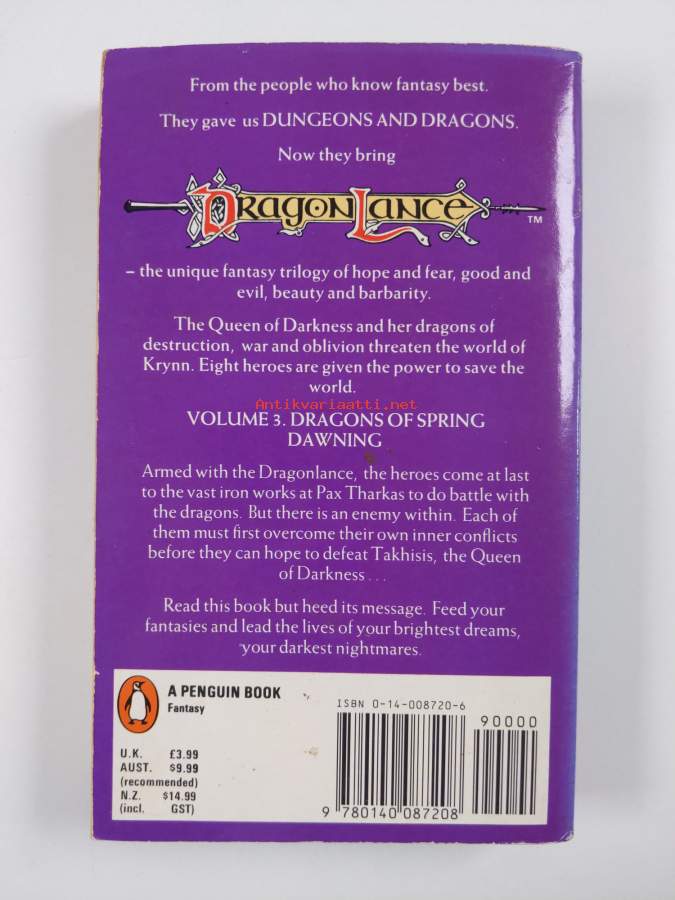 From the people who know fantasy best.
They gave us DUNGEONS AND DRAGONS.
Now they bring
DRAGONLANCE
TM
– the unique fantasy trilogy of hope and fear, good and
evil, beauty and barbarity.
The Queen of Darkness and her dragons of
destruction, war and oblivion threaten the world of
Krynn. Eight heroes are given the power to save the
world.
Antikvariaatti.net
VOLUME 3. DRAGONS OF SPRING
DAWNING
Armed with the Dragonlance, the heroes come at last
to the vast iron works at Pax Tharkas to do battle with
the dragons. But there is an enemy within. Each of
them must first overcome their own inner conflicts
before they can hope to defeat Takhisis, the Queen
of Darkness...
Read this book but heed its message. Feed your
fantasies and lead the lives of your brightest dreams,
your darkest nightmares.
A PENGUIN BOOK
Fantasy
U.K. £3.99
AUST. $9.99
(recommended)
N.Z. $14.99
(incl. GST)
ISBN 0-14-008720-6
90000
9 780140 087208